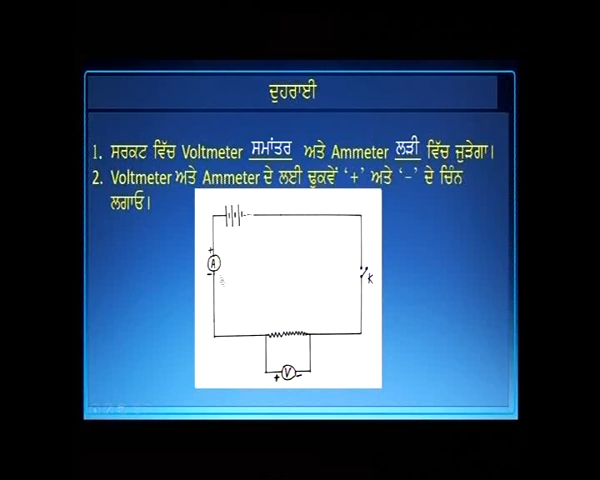 ਦੁਹਰਾਈ
1. ਸਰਕਟ ਵਿੱਚ Voltmeter ਸਮਾਂਤਰ ਅਤੇ Ammeter ਲੜੀ ਵਿੱਚ ਜੁੜੇਗਾ।
2. Voltmeter ਅਤੇ Ammeter ਦੇ ਲਈ ਢੁਕਵੇਂ ‘+’ ਅਤੇ ‘-’ ਦੇ ਚਿੰਨ
ਲਗਾਓ।
+
A
-
K
+ V -